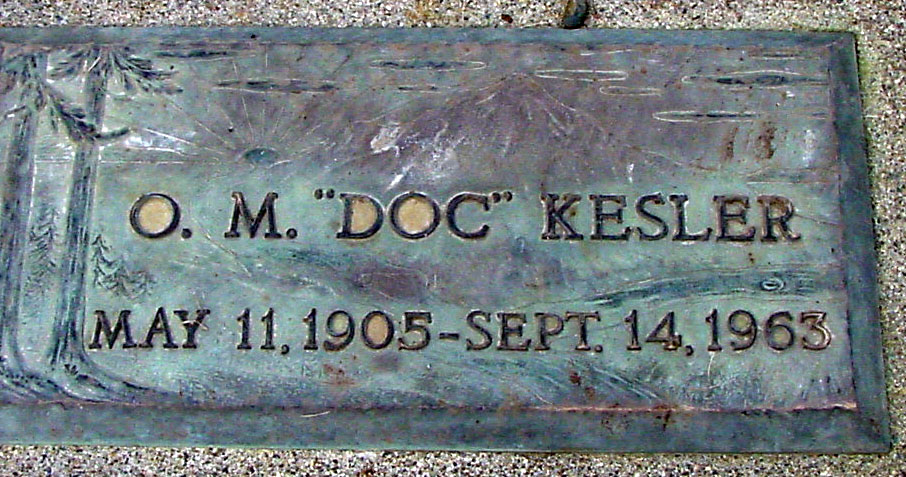 O. M. "DOC" KESLER
MAY 11, 1905-SEPT. 14, 1963